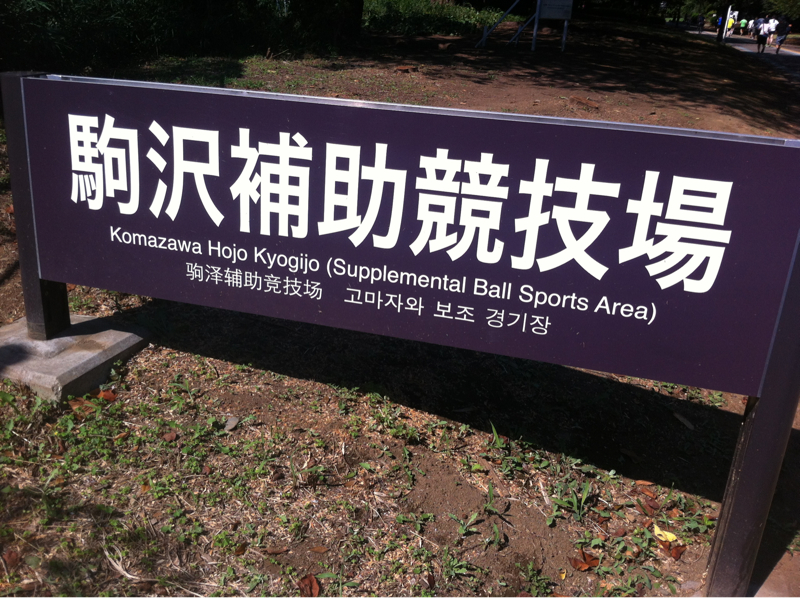 駒沢補助競技場
Komazawa Hojo Kyogijo (Supplemental Ball Sports Area)
驹泽辅助竞技场　고마자와 보조 경기장